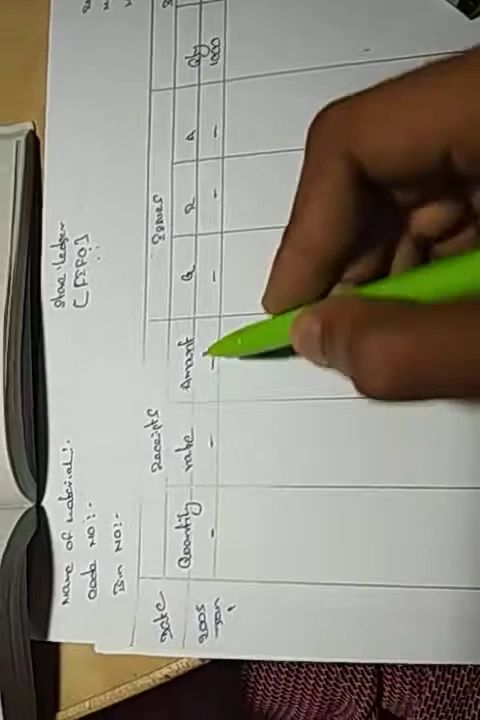 Store Ledger
[FIFO]
Name of material:-
Code No:-
Bin No:-
Date Receipts Issues
Quantity rate Amount Q R A Qty
2005
Jan
1 - - - - - - 1000